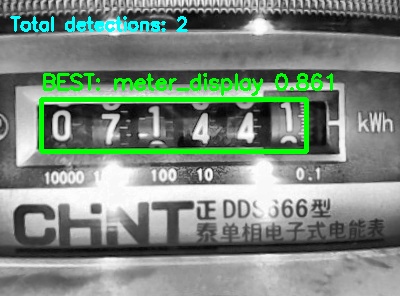 Total detections: 2
BEST: meter_display 0.861
0 7 1 4 4 1
kWh
10000 100 10 0.1
CHNT 正 DDS666型
泰单相电子式电能表